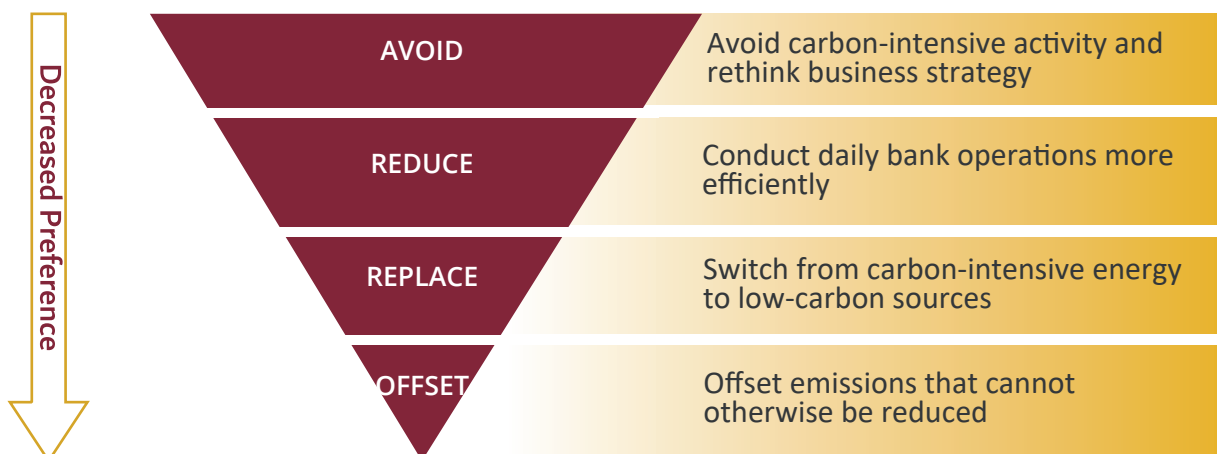 Decreased Preference
AVOID
Avoid carbon-intensive activity and
rethink business strategy
REDUCE
Conduct daily bank operations more
efficiently
REPLACE
Switch from carbon-intensive energy
to low-carbon sources
OFFSET
Offset emissions that cannot
otherwise be reduced